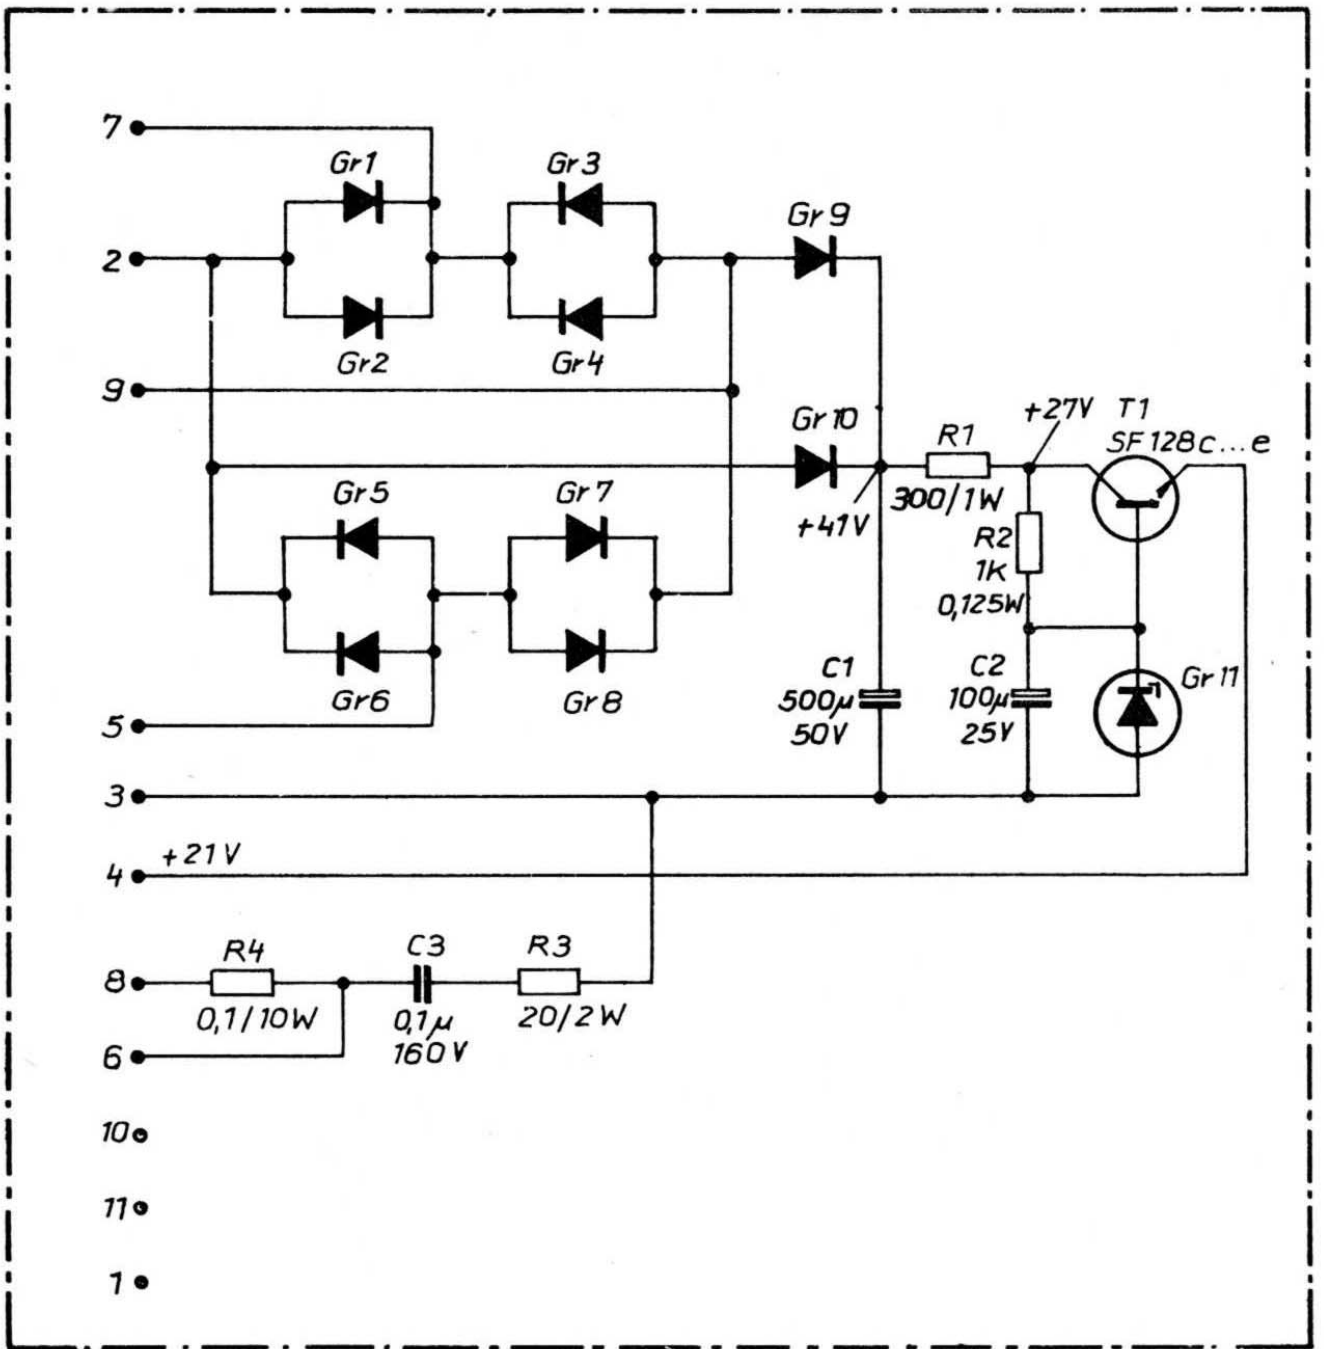 7
Gr1
Gr3
2
Gr9
Gr2
Gr4
9
Gr10
+27V
T1
SF128c...e
R1
300/1W
Gr5
Gr7
+41V
R2
1K
0,125W
Gr6
Gr8
C1
500µ
50V
C2
100µ
25V
Gr11
5
3
+21V
4
R4
C3
R3
8
0,1/10W
0,1µ
160V
20/2W
6
10
11
1